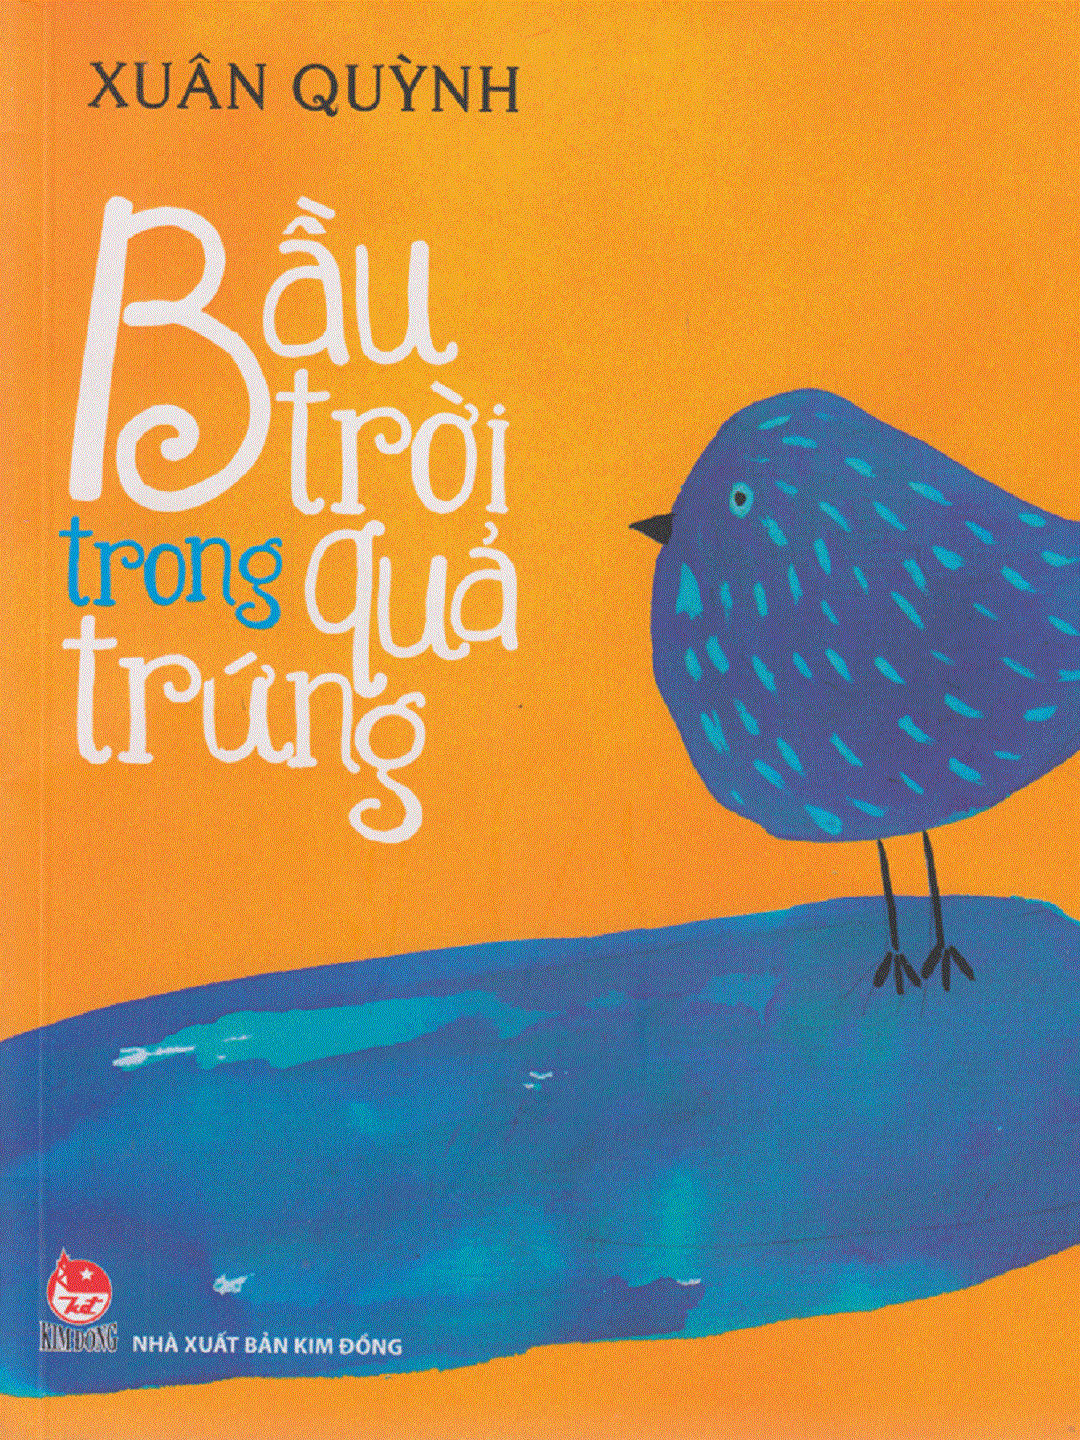 XUÂN QUỲNH
Bầu
trời
trong quả
trứng
KIM ĐỒNG
NHÀ XUẤT BẢN KIM ĐỒNG